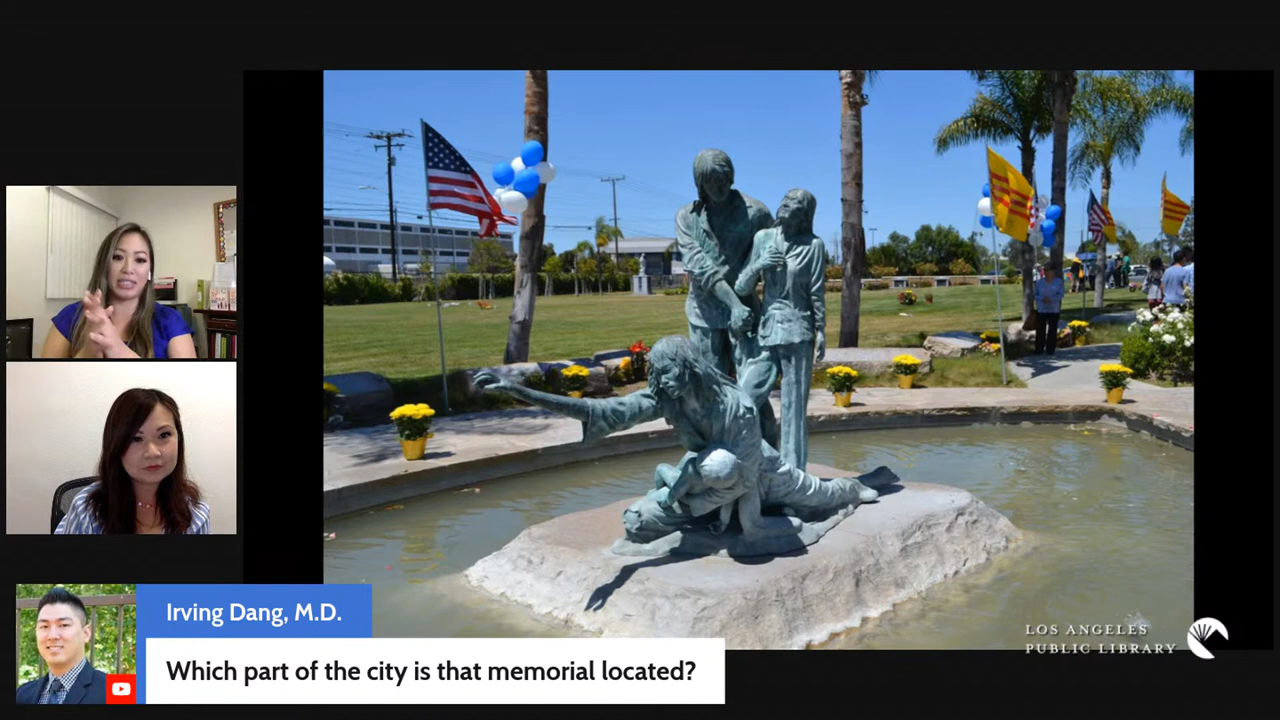 Irving Dang, M.D.
Which part of the city is that memorial located?
LOS ANGELES
PUBLIC LIBRARY